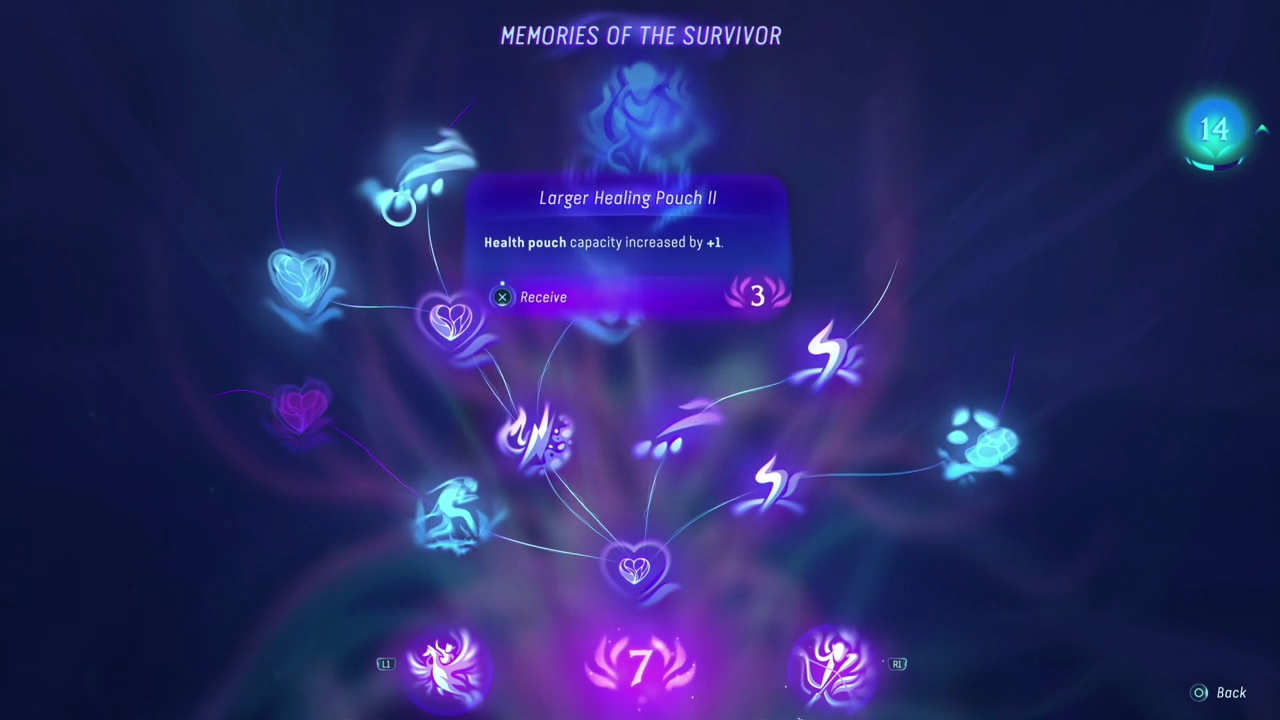 MEMORIES OF THE SURVIVOR
14
Larger Healing Pouch II
Health pouch capacity increased by +1.
Receive
3
L1
7
R1
Back